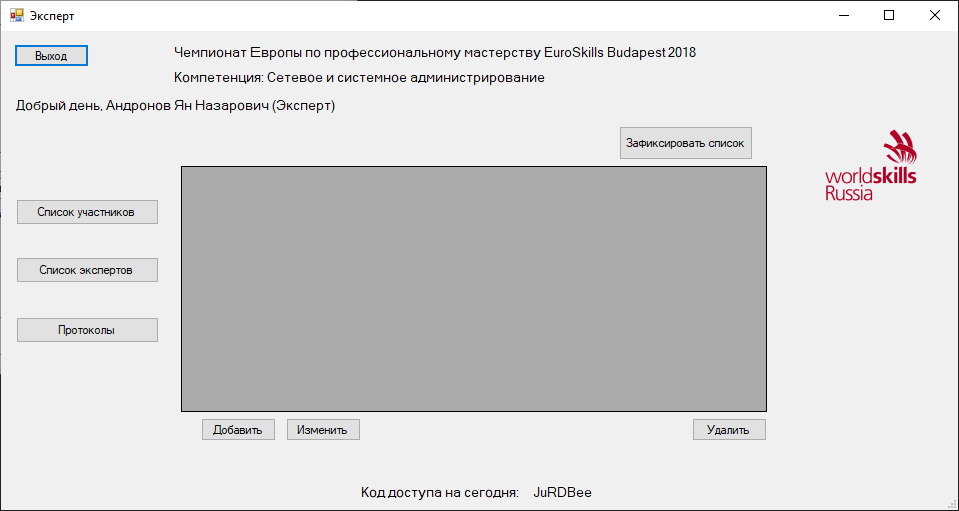 Эксперт
Выход
Чемпионат Европы по профессиональному мастерству EuroSkills Budapest 2018
Компетенция: Сетевое и системное администрирование
Добрый день, Андронов Ян Назарович (Эксперт)
Зафиксировать список
worldskills
Russia
Список участников
Список экспертов
Протоколы
Добавить
Изменить
Удалить
Код доступа на сегодня: JuRDBee